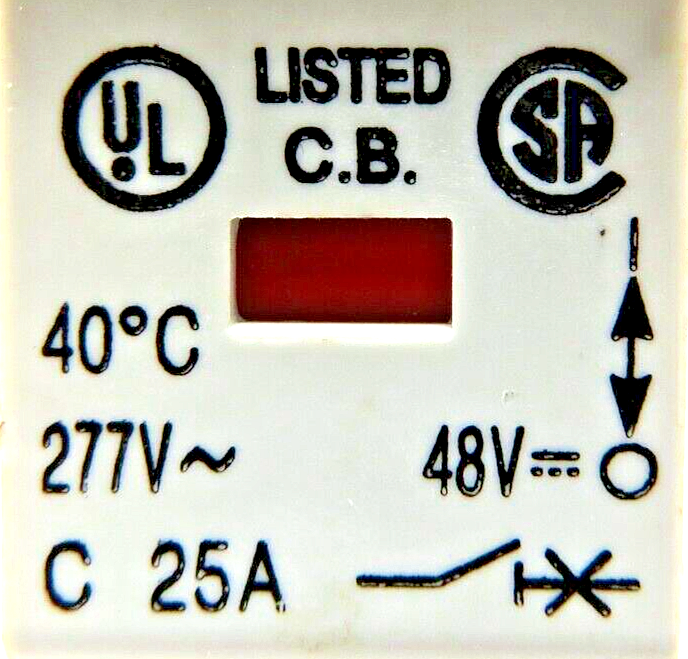 UL LISTED SA
C.B.
40°C
277V~ 48V⎓
C 25A